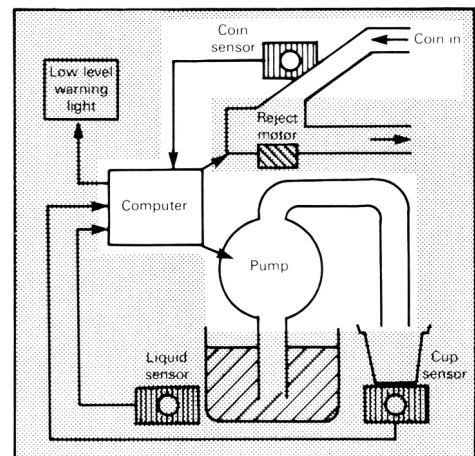 Coin
sensor
Coin in
Low level
warning
light
Reject
motor
Computer
Pump
Liquid
sensor
Cup
sensor